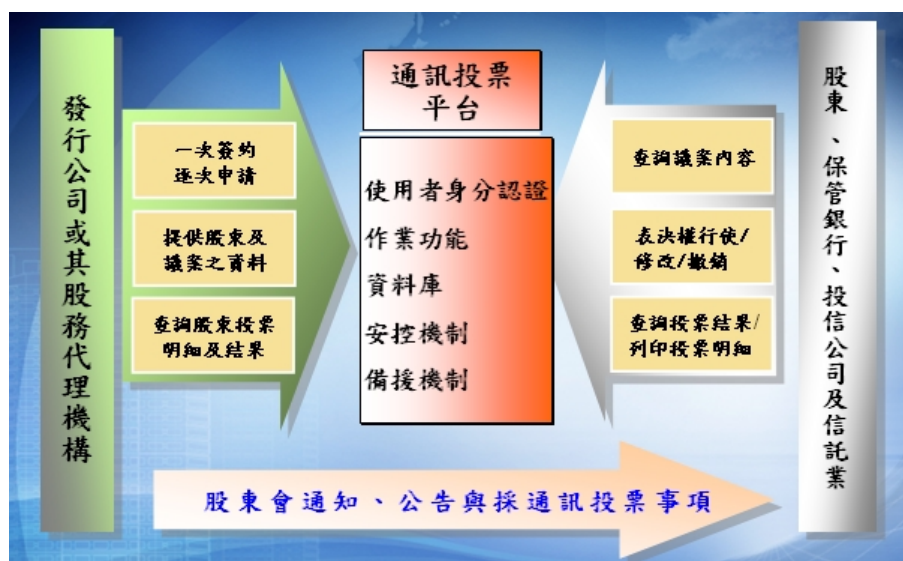 發行公司或其股務代理機構
一次簽約
逐次申請
提供股東及
議案之資料
查詢股東投票
明細及結果
通訊投票
平台
使用者身分認證
作業功能
資料庫
安控機制
備援機制
查詢議案內容
表決權行使/
修改/撤銷
查詢投票結果/
列印投票明細
股東、保管銀行、投信公司及信託業
股東會通知、公告與採通訊投票事項